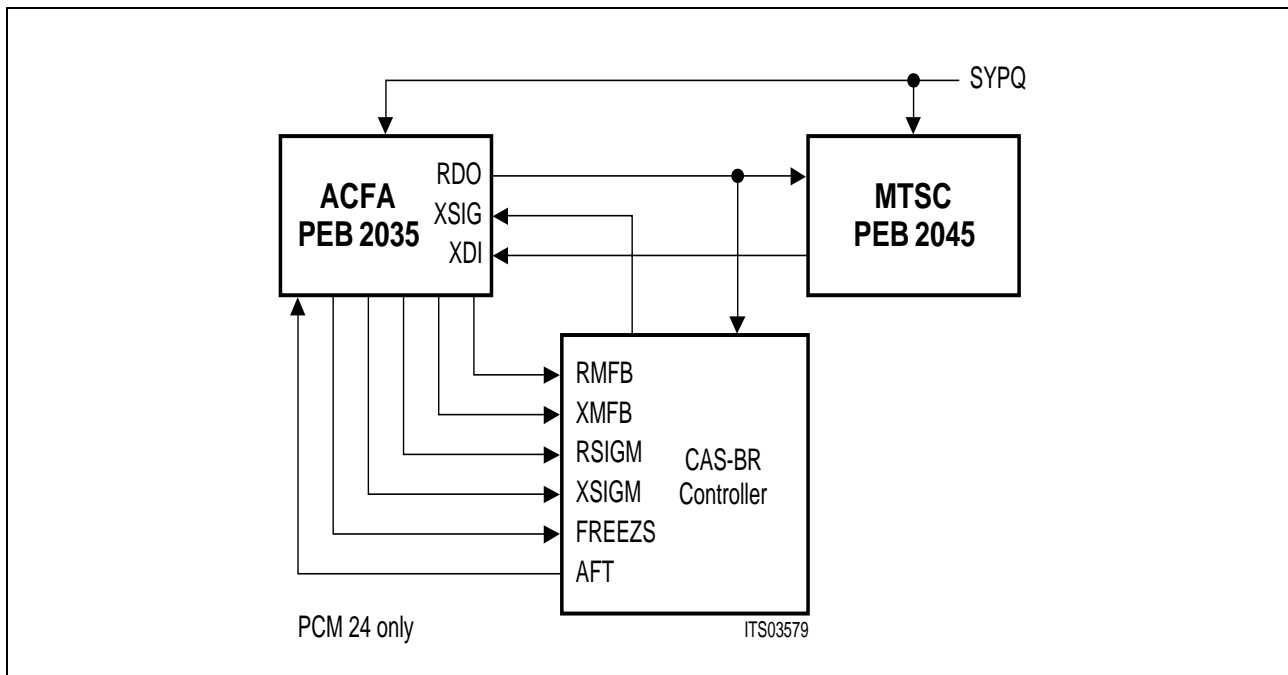 SYPQ
ACFA
PEB 2035
RDO
XSIG
XDI
MTSC
PEB 2045
RMFB
XMFB
RSIGM
XSIGM
FREEZS
AFT
CAS-BR
Controller
PCM 24 only
ITS03579